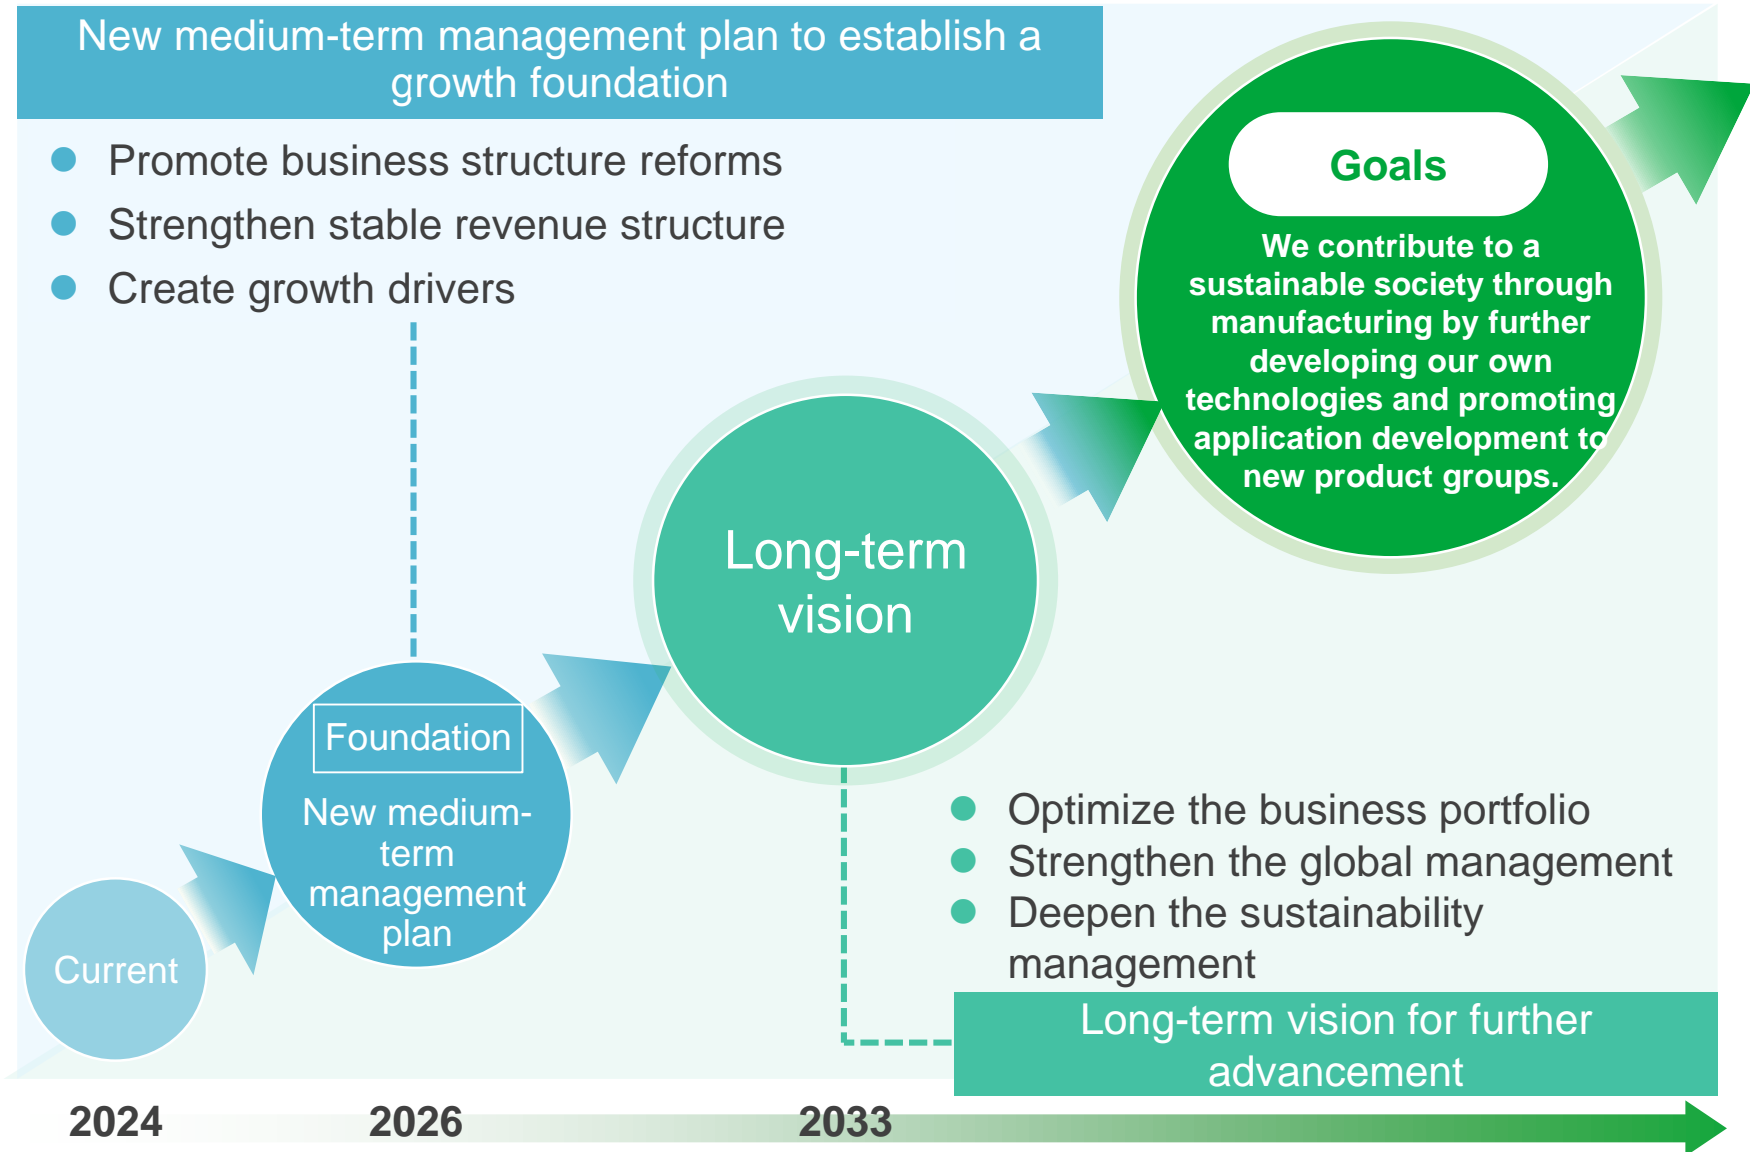 New medium-term management plan to establish a
growth foundation
Promote business structure reforms
Strengthen stable revenue structure
Create growth drivers
Goals
We contribute to a
sustainable society through
manufacturing by further
developing our own
technologies and promoting
application development to
new product groups.
Long-term
vision
Foundation
New medium-
term
management
plan
Current
Optimize the business portfolio
Strengthen the global management
Deepen the sustainability
management
Long-term vision for further
advancement
2024
2026
2033